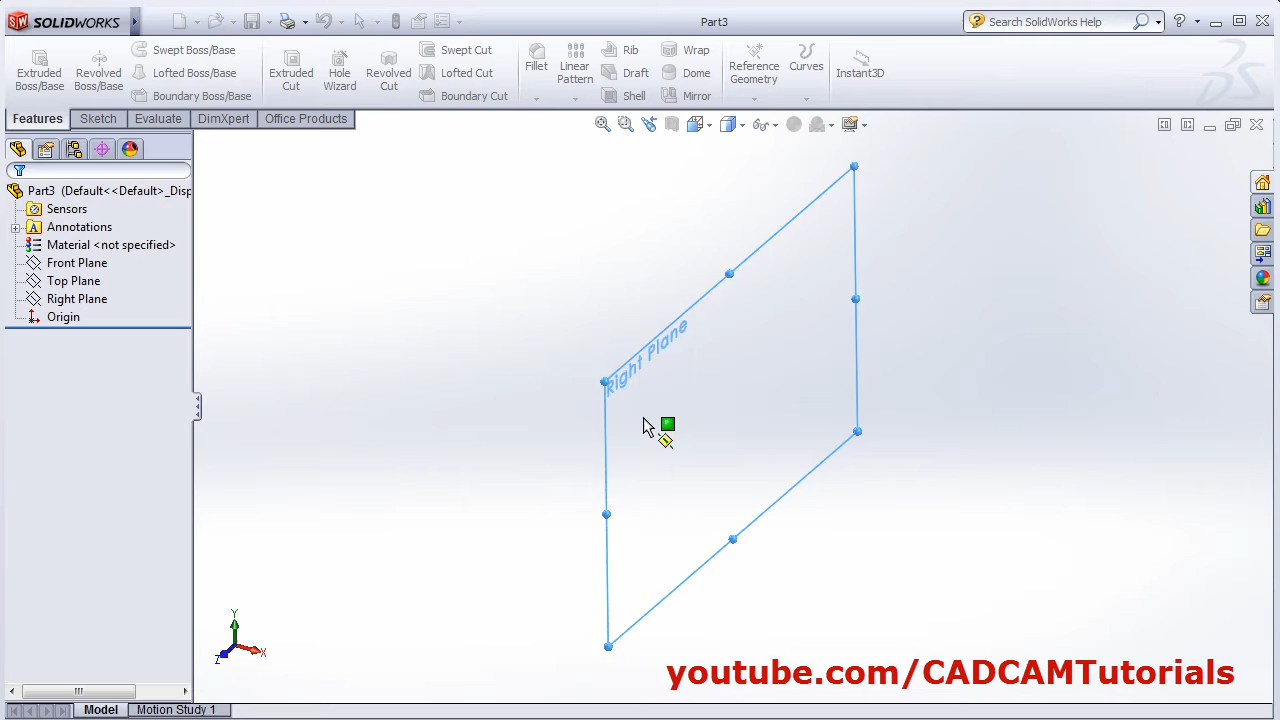 SOLIDWORKS
Part3
Search SolidWorks Help
Extruded Boss/Base
Revolved Boss/Base
Swept Boss/Base
Lofted Boss/Base
Boundary Boss/Base
Extruded Cut
Hole Wizard
Revolved Cut
Swept Cut
Lofted Cut
Boundary Cut
Fillet
Linear Pattern
Rib
Draft
Shell
Wrap
Dome
Mirror
Reference Geometry
Curves
Instant3D
Features
Sketch
Evaluate
DimXpert
Office Products
Part3 (Default<<Default>_Disp
Sensors
Annotations
Material <not specified>
Front Plane
Top Plane
Right Plane
Origin
Right Plane
Y
X
Z
youtube.com/CADCAMTutorials
Model
Motion Study 1